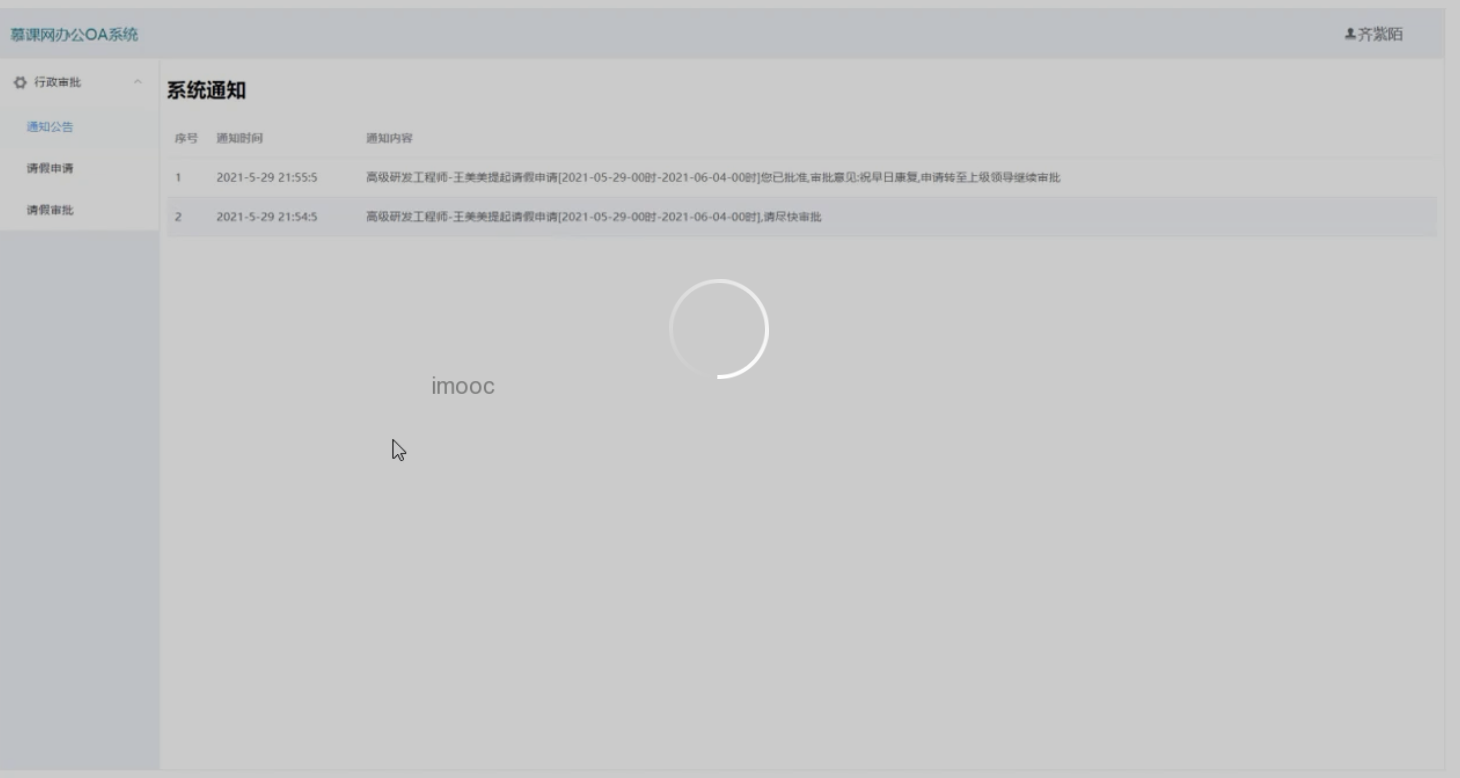 慕课网办公OA系统
齐紫陌
行政审批
系统通知
通知公告
序号 通知时间 通知内容
请假申请
1 2021-5-29 21:55:5 高级研发工程师-王美美提起请假申请[2021-05-29-00时-2021-06-04-00时]您已批准,审批意见:祝早日康复,申请转至上级领导继续审批
请假审批
2 2021-5-29 21:54:5 高级研发工程师-王美美提起请假申请[2021-05-29-00时-2021-06-04-00时],请尽快审批
imooc